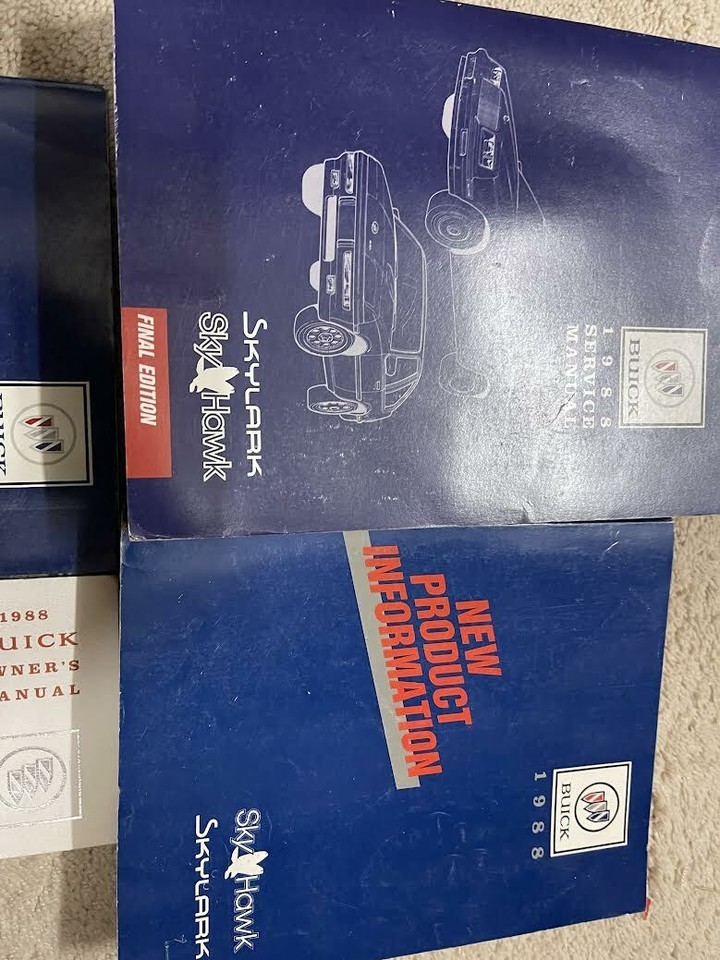 BUICK
1988
SERVICE
MANUAL
SKYLARK
SkyHawk
FINAL EDITION
BUICK
1988
NEW
PRODUCT
INFORMATION
SkyHawk
SKYLARK
BUICK
1988
UICK
WNER'S
ANUAL